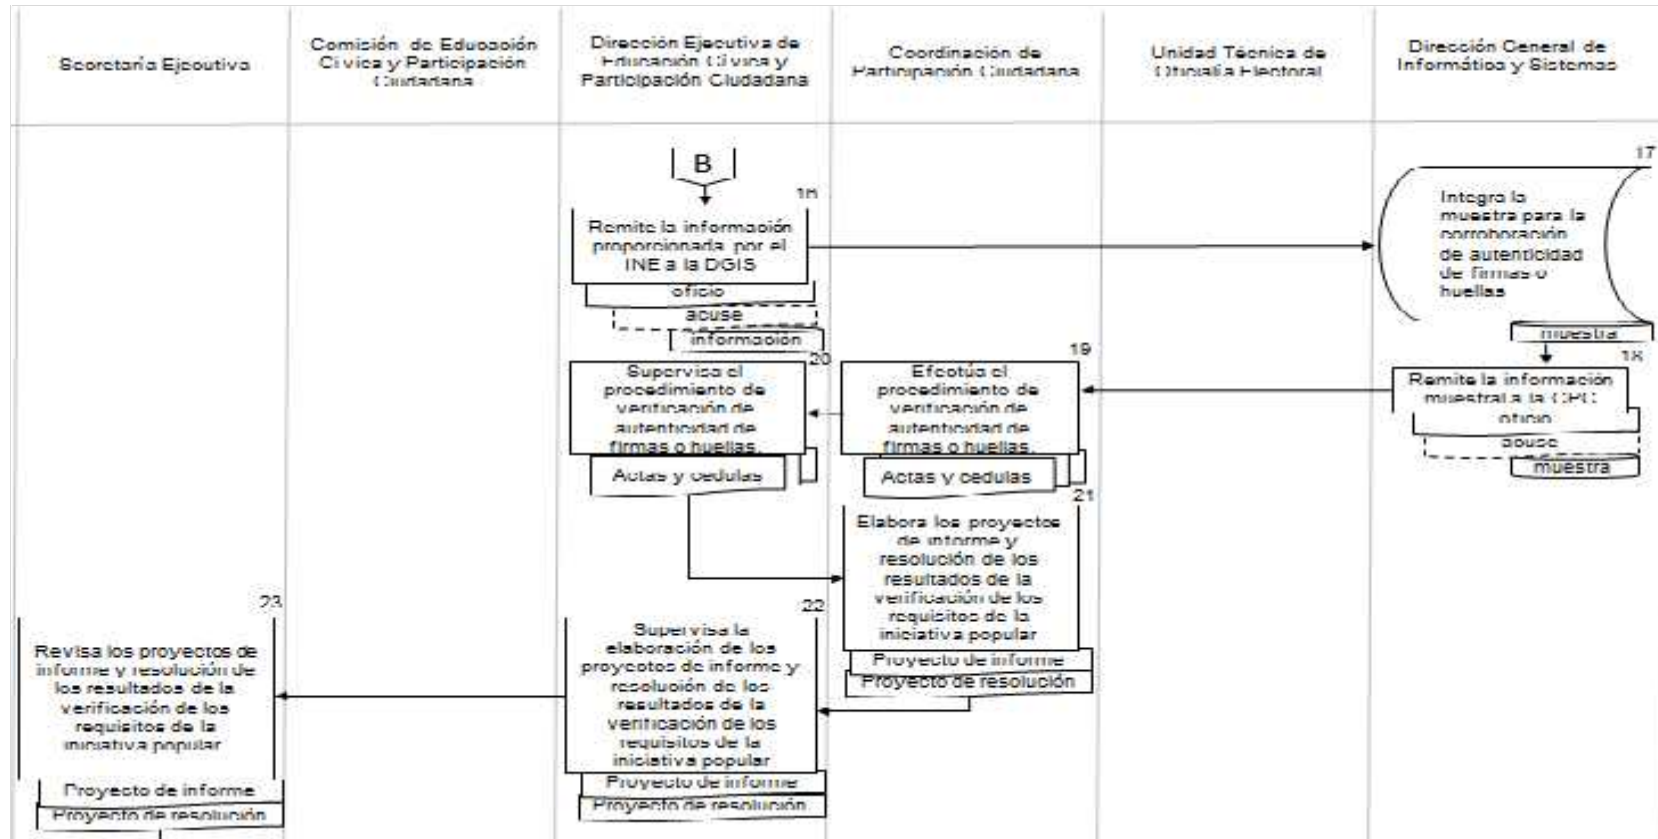 Secretaría Ejecutiva
Comisión de Educación
Cívica y Participación
Ciudadana
Dirección Ejecutiva de
Educación Cívica y
Participación Ciudadana
Coordinación de
Participación Ciudadana
Unidad Técnica de
Oficialía Electoral
Dirección General de
Informática y Sistemas
B
16
Remite la información
proporcionada por el
INE a la DGIS
oficio
acuse
información
17
Integra la
muestra para la
corroboración
de autenticidad
de firmas o
huellas
muestra
18
Remite la información
muestral a la CPC
oficio
acuse
muestra
19
Efectúa el
procedimiento de
verificación de
autenticidad de
firmas o huellas.
Actas y cedulas
20
Supervisa el
procedimiento de
verificación de
autenticidad de
firmas o huellas.
Actas y cedulas
21
Elabora los proyectos
de informe y
resolución de los
resultados de la
verificación de los
requisitos de la
iniciativa popular
Proyecto de informe
Proyecto de resolución
22
Supervisa la
elaboración de los
proyectos de informe y
resolución de los
resultados de la
verificación de los
requisitos de la
iniciativa popular
Proyecto de informe
Proyecto de resolución
23
Revisa los proyectos de
informe y resolución de
los resultados de la
verificación de los
requisitos de la
iniciativa popular
Proyecto de informe
Proyecto de resolución